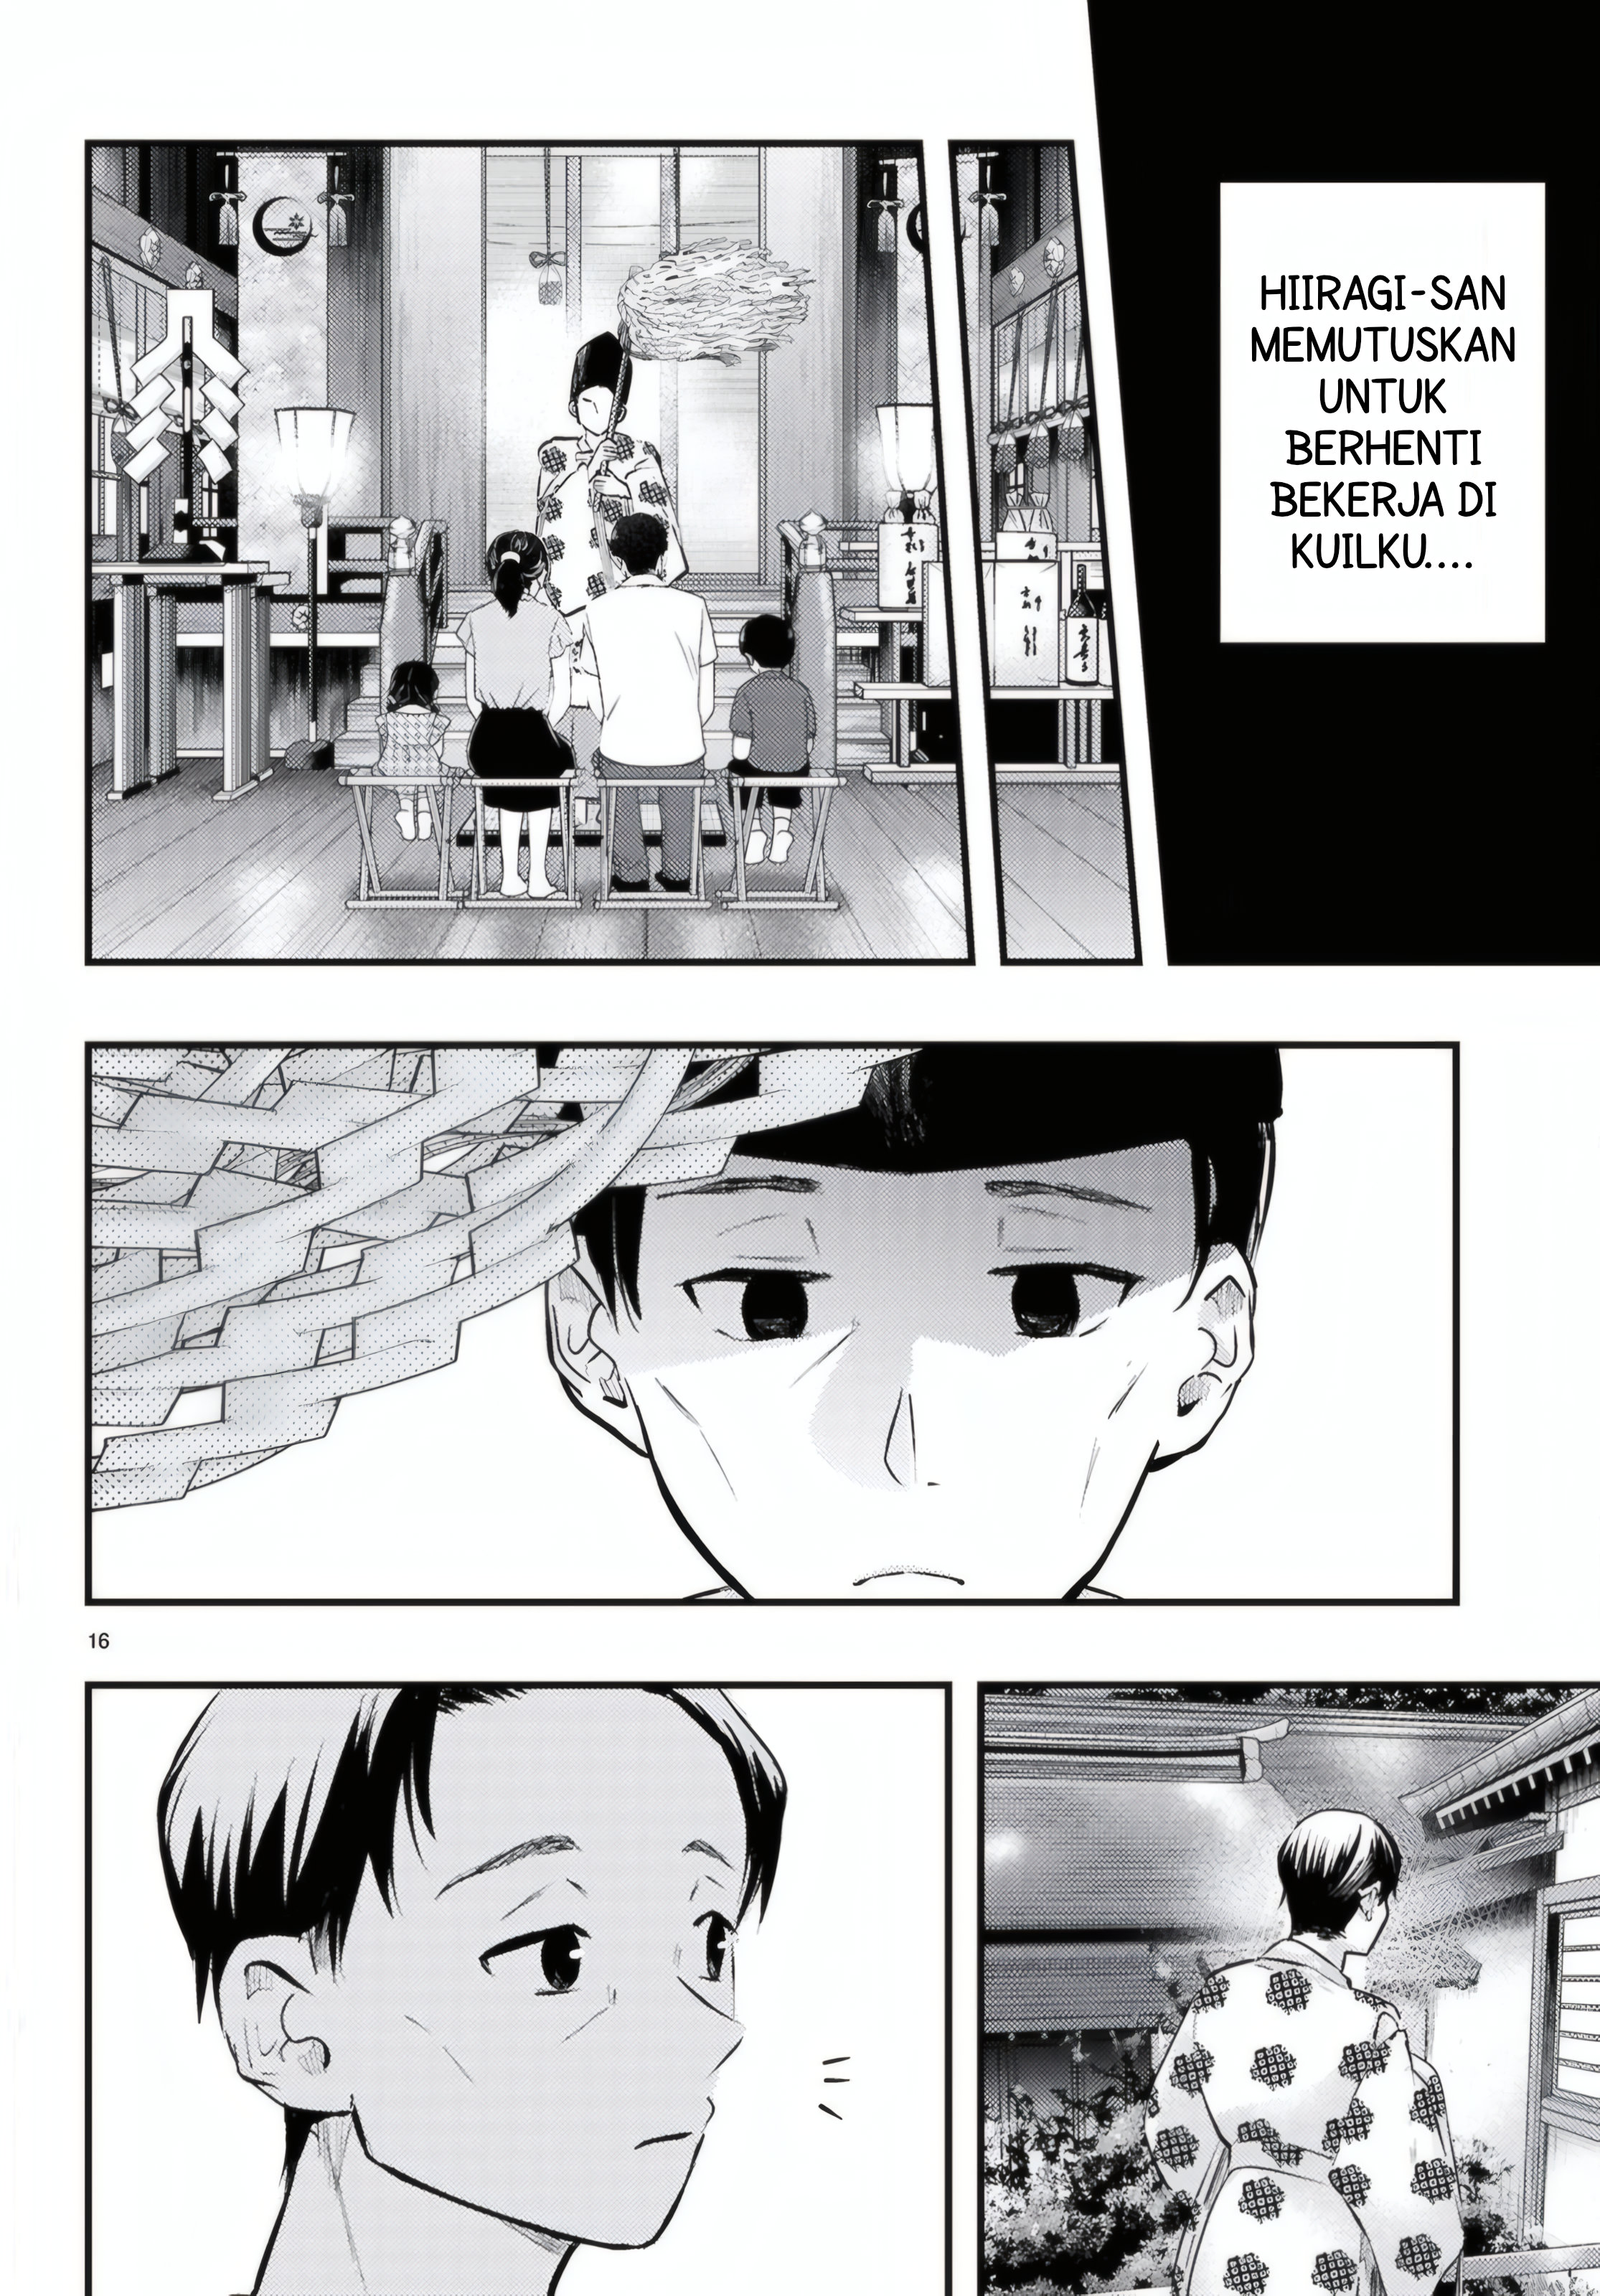 HIIRAGI-SAN
MEMUTUSKAN
UNTUK
BERHENTI
BEKERJA DI
KUILKU....
16